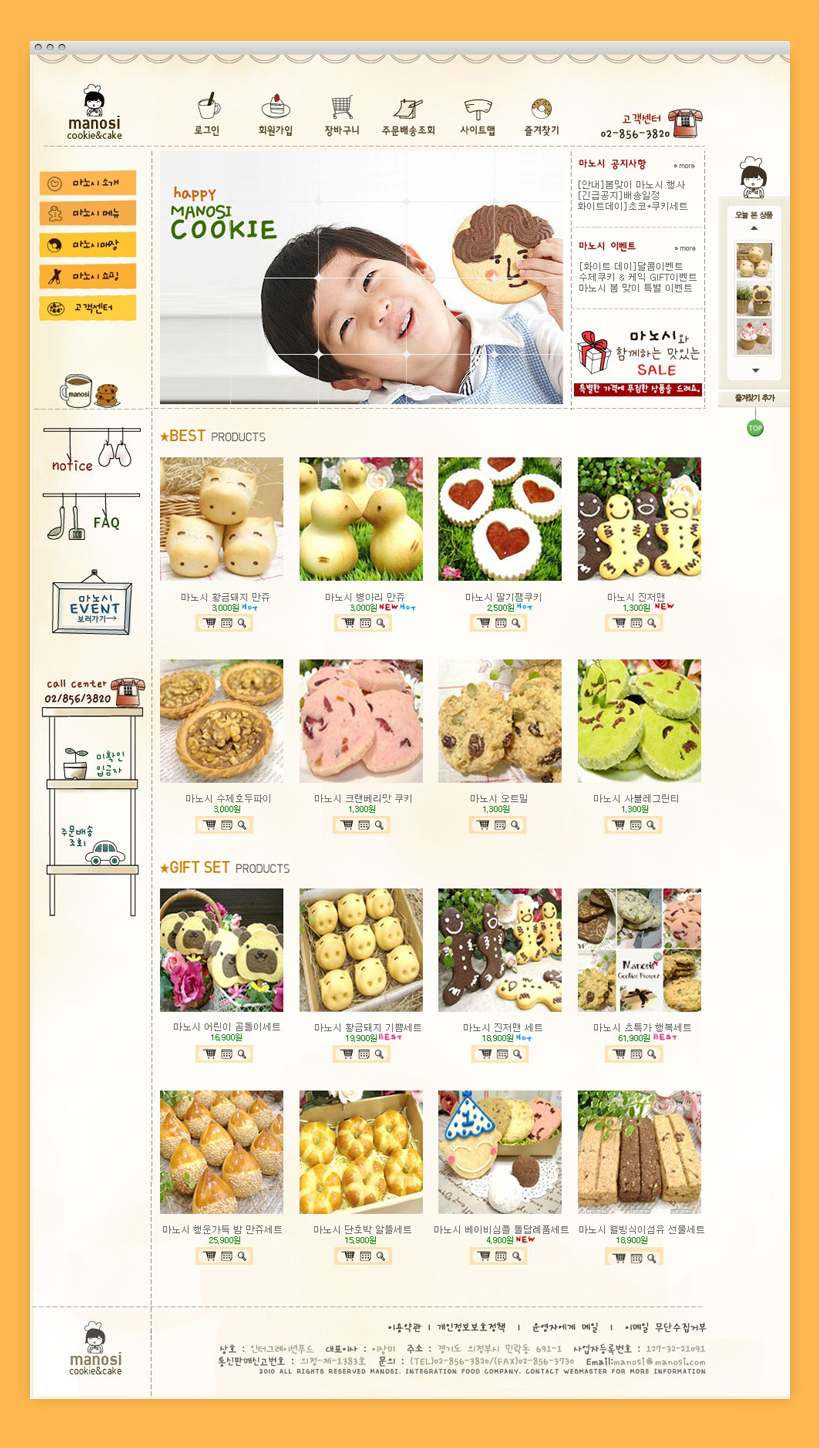 manosi
cookie&cake
로그인
회원가입
장바구니
주문배송조회
사이트맵
즐겨찾기
고객센터
02-856-3820
마노시 소개
마노시 메뉴
마노시매장
마노시 쇼핑
고객센터
manosi
happy
MANOSI
COOKIE
마노시 공지사항
» more
[안내]봄맞이 마노시 행사
[긴급공지]배송일정
화이트데이]초코+쿠키세트
마노시 이벤트
» more
[화이트 데이]달콤이벤트
수제쿠키 & 케익 GIFT이벤트
마노시 봄 맞이 특별 이벤트
마노시와
함께하는 맛있는
SALE
특별한 가격에 푸짐한 상품을 드려요.
오늘 본 상품
즐겨찾기 추가
TOP
notice
FAQ
마노시
EVENT
보러가기→
call center
02/856/3820
미확인
입금자
주문배송
조회
★BEST PRODUCTS
마노시 황금돼지 만쥬
3,000원 HOT
마노시 병아리 만쥬
3,000원 NEW HOT
마노시 딸기잼쿠키
2,500원 HOT
마노시 진저맨
1,300원 NEW
마노시 수제호두파이
3,000원
마노시 크랜베리맛 쿠키
1,300원
마노시 오트밀
1,300원
마노시 사블레그린티
1,300원
★GIFT SET PRODUCTS
마노시 어린이 곰돌이세트
16,900원
마노시 황금돼지 기쁨세트
19,900원 BEST
마노시 진저맨 세트
18,900원 HOT
Manosi
Cookies Present
마노시 초특가 행복세트
61,900원 BEST
마노시 행운가득 밤 만쥬세트
25,900원
마노시 단호박 알뜰세트
15,900원
마노시 베이비심플 돌답례품세트
4,900원 NEW
마노시 웰빙식이섬유 선물세트
18,900원
manosi
cookie&cake
이용약관 | 개인정보보호정책 | 운영자에게 메일 | 이메일 무단수집거부
상호 : 인터그레이션푸드 대표이사 : 이상미 주소 : 경기도 의정부시 민락동 691-1 사업자등록번호 : 127-32-21091
통신판매신고번호 : 의정-제-1383호 문의 : (TEL)02-856-3820/(FAX)02-856-3730 Email:manosi@manosi.com
2010 ALL RIGHTS RESERVED MANOSI. INTEGRATION FOOD COMPANY. CONTACT WEBMASTER FOR MORE INFORMATION